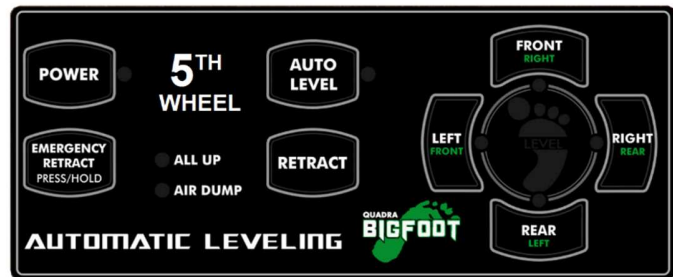 POWER
5TH
WHEEL
AUTO
LEVEL
EMERGENCY
RETRACT
PRESS/HOLD
ALL UP
AIR DUMP
RETRACT
FRONT
RIGHT
LEFT
FRONT
LEVEL
RIGHT
REAR
REAR
LEFT
AUTOMATIC LEVELING
QUADRA
BIGFOOT